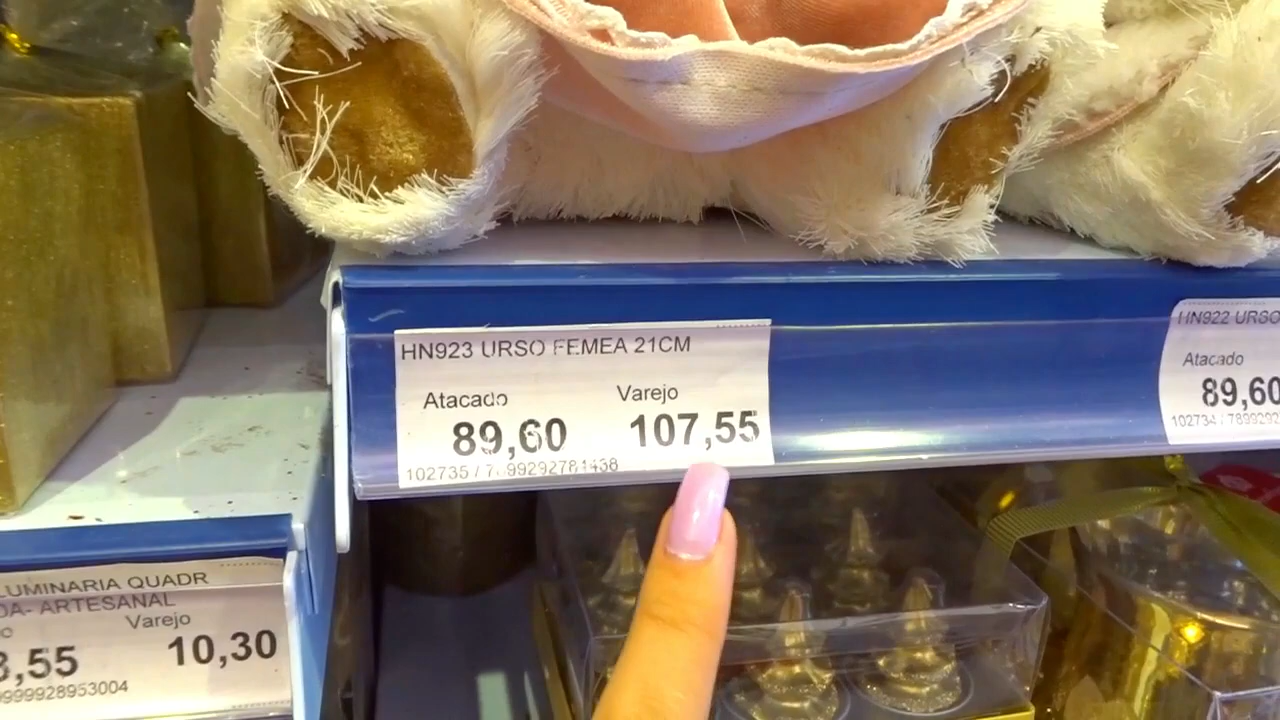 HN923 URSO FEMEA 21CM
Atacado Varejo
89,60 107,55
HN922 URSO
Atacado
89,60
LUMINARIA QUADR
ARTESANAL
Varejo
10,30